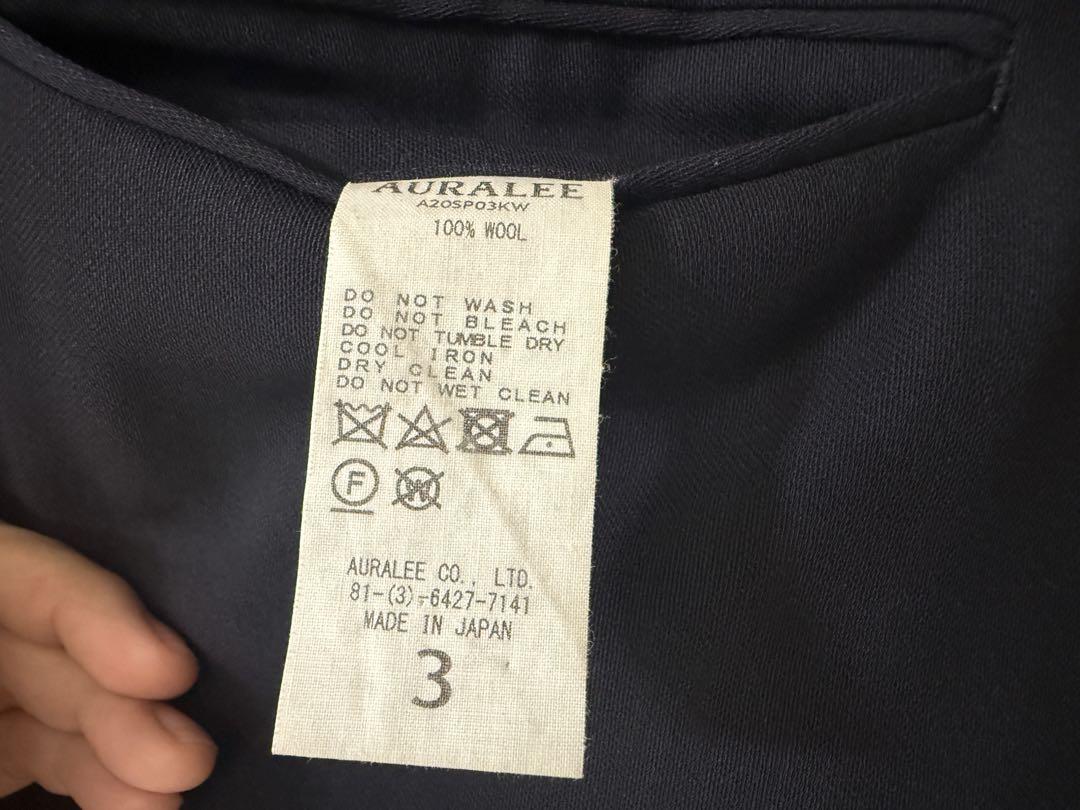 AURALEE
A20SP03KW
100% WOOL
DO NOT WASH
DO NOT BLEACH
DO NOT TUMBLE DRY
COOL IRON
DRY CLEAN
DO NOT WET CLEAN
F W
AURALEE CO., LTD.
81-(3)-6427-7141
MADE IN JAPAN
3